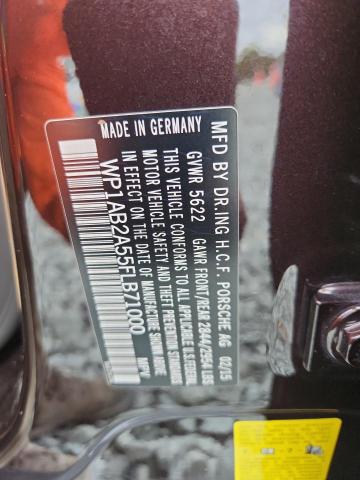 MFD BY DR.ING H.C.F. PORSCHE AG 02/15
GVWR 5622 GAWR FRONT/REAR 2844/2954 LBS
THIS VEHICLE CONFORMS TO ALL APPLICABLE U.S.FEDERAL
MOTOR VEHICLE SAFETY AND THEFT PREVENTION STANDARDS
IN EFFECT ON THE DATE OF MANUFACTURE SHOWN ABOVE
WP1AB2A55FLB71000 MPV
MADE IN GERMANY